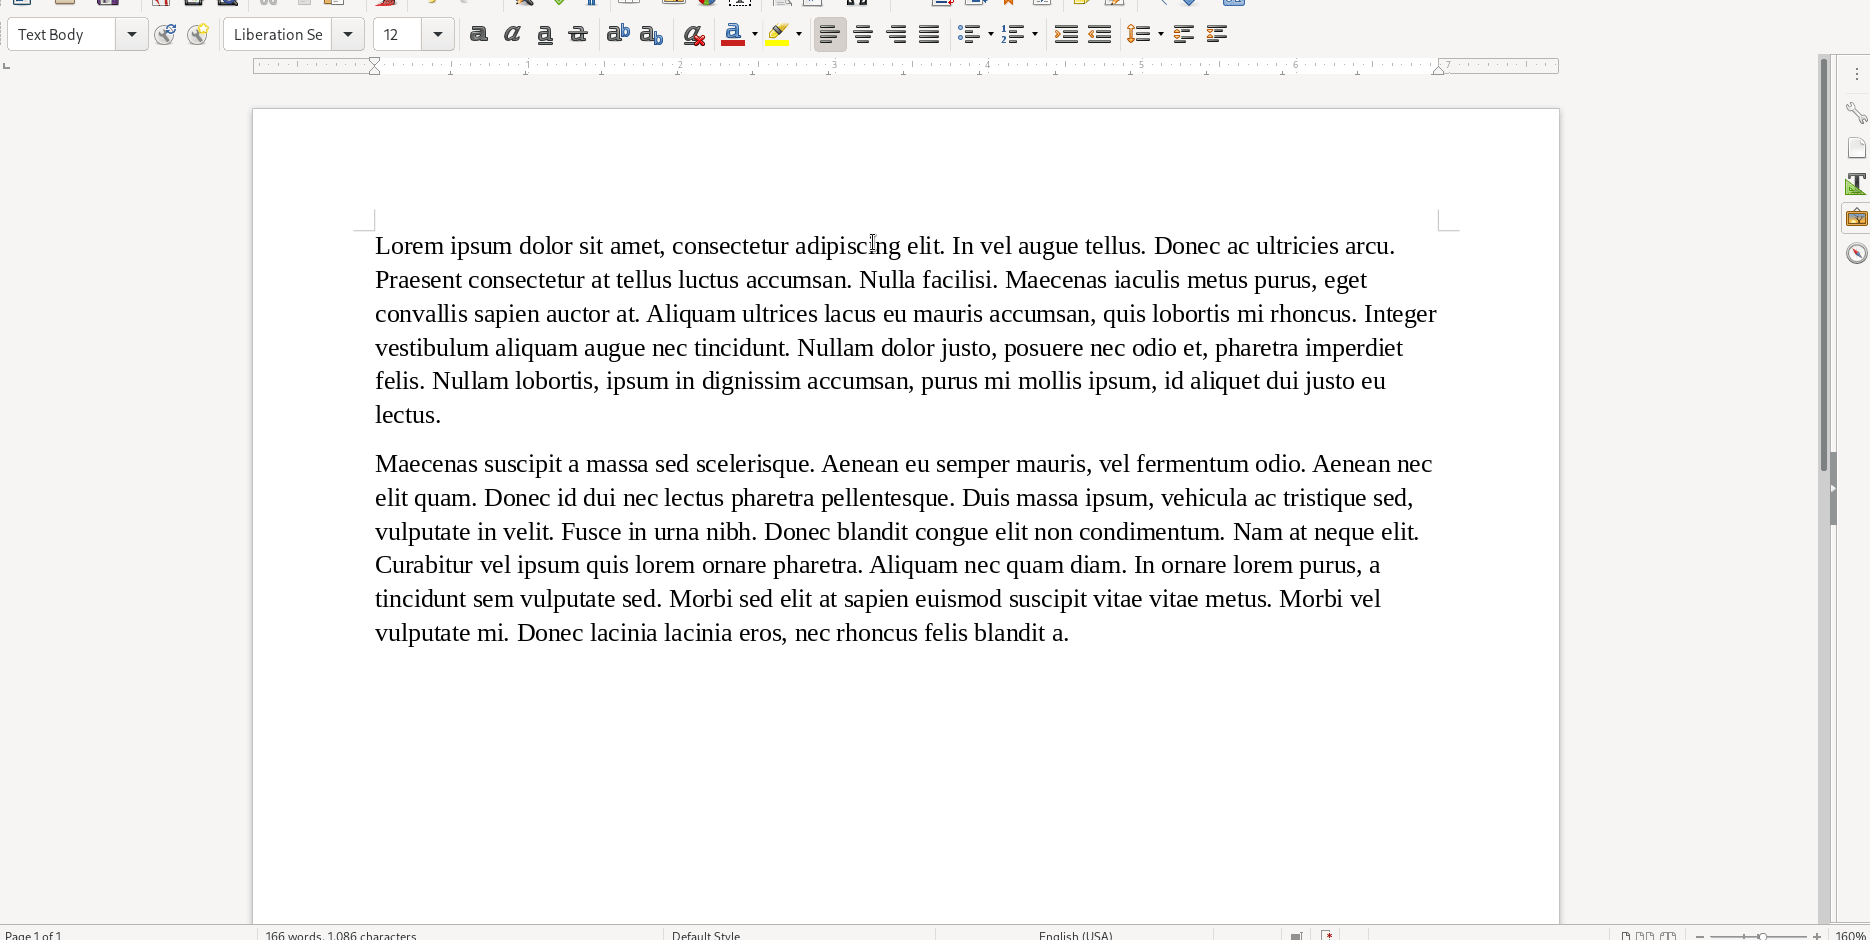 Text Body
Liberation Se
12
1 2 3 4 5 6 7
Lorem ipsum dolor sit amet, consectetur adipiscing elit. In vel augue tellus. Donec ac ultricies arcu.
Praesent consectetur at tellus luctus accumsan. Nulla facilisi. Maecenas iaculis metus purus, eget
convallis sapien auctor at. Aliquam ultrices lacus eu mauris accumsan, quis lobortis mi rhoncus. Integer
vestibulum aliquam augue nec tincidunt. Nullam dolor justo, posuere nec odio et, pharetra imperdiet
felis. Nullam lobortis, ipsum in dignissim accumsan, purus mi mollis ipsum, id aliquet dui justo eu
lectus.
Maecenas suscipit a massa sed scelerisque. Aenean eu semper mauris, vel fermentum odio. Aenean nec
elit quam. Donec id dui nec lectus pharetra pellentesque. Duis massa ipsum, vehicula ac tristique sed,
vulputate in velit. Fusce in urna nibh. Donec blandit congue elit non condimentum. Nam at neque elit.
Curabitur vel ipsum quis lorem ornare pharetra. Aliquam nec quam diam. In ornare lorem purus, a
tincidunt sem vulputate sed. Morbi sed elit at sapien euismod suscipit vitae vitae metus. Morbi vel
vulputate mi. Donec lacinia lacinia eros, nec rhoncus felis blandit a.
Page 1 of 1
166 words, 1,086 characters
Default Style
English (USA)
160%